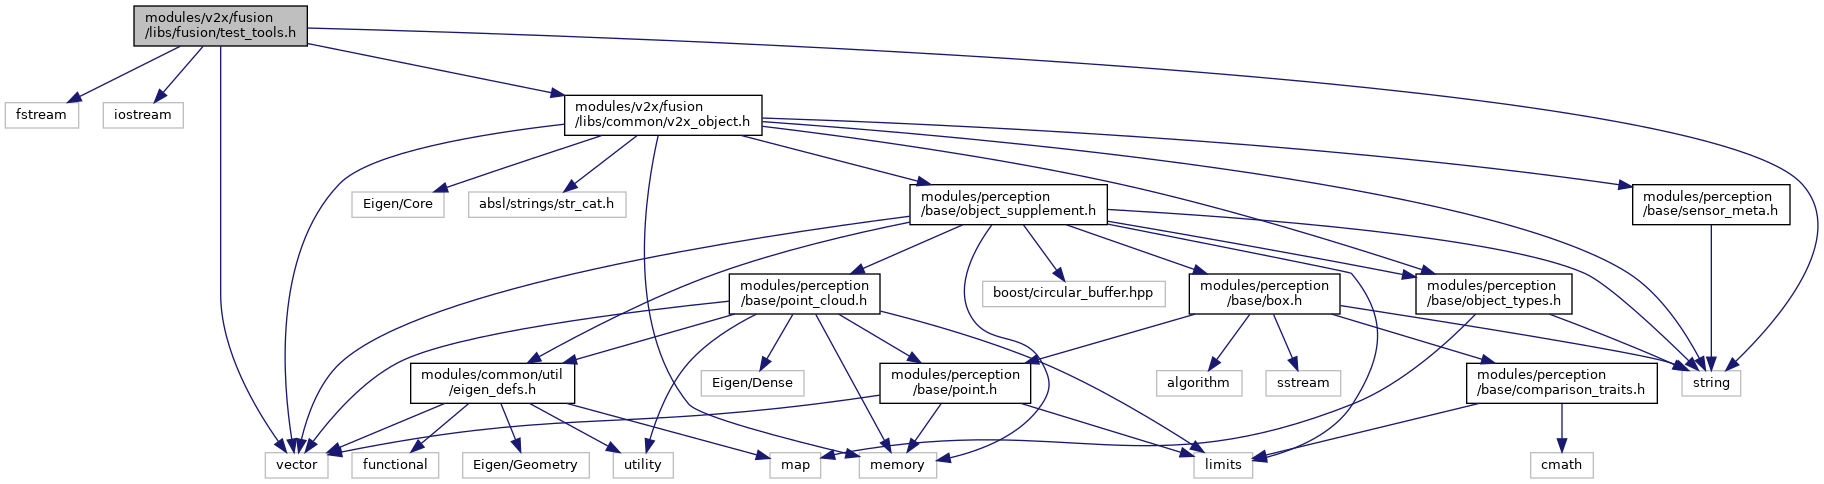 modules/v2x/fusion
/libs/fusion/test_tools.h
fstream
iostream
modules/v2x/fusion
/libs/common/v2x_object.h
Eigen/Core
absl/strings/str_cat.h
modules/perception
/base/object_supplement.h
modules/perception
/base/sensor_meta.h
modules/perception
/base/point_cloud.h
boost/circular_buffer.hpp
modules/perception
/base/box.h
modules/perception
/base/object_types.h
modules/common/util
/eigen_defs.h
Eigen/Dense
modules/perception
/base/point.h
algorithm
sstream
modules/perception
/base/comparison_traits.h
string
vector
functional
Eigen/Geometry
utility
map
memory
limits
cmath